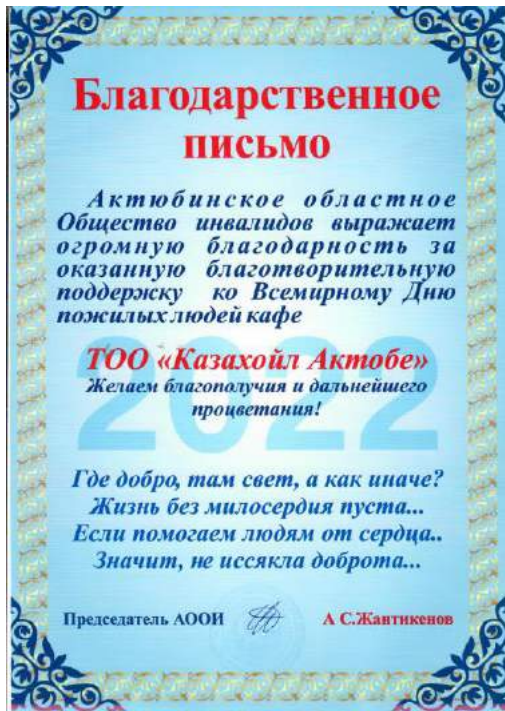 Благодарственное
письмо
Актюбинское областное
Общество инвалидов выражает
огромную благодарность за
оказанную благотворительную
поддержку ко Всемирному Дню
пожилых людей кафе
ТОО «Казахойл Актобе»
Желаем благополучия и дальнейшего
процветания!
2022
Где добро, там свет, а как иначе?
Жизнь без милосердия пуста...
Если помогаем людям от сердца..
Значит, не иссякла доброта...
Председатель АООИ А С.Жантикенов